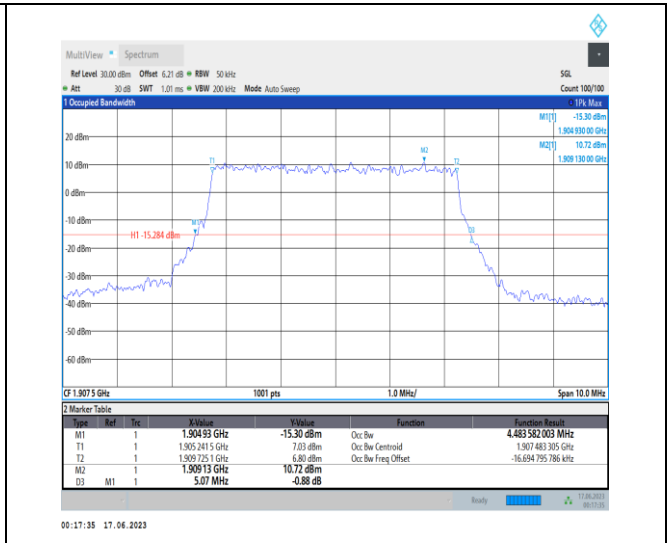 MultiView Spectrum
Ref Level 30.00 dBm Offset 6.21 dB RBW 50 kHz SGL
Att 30 dB SWT 1.01 ms VBW 200 kHz Mode Auto Sweep Count 100/100
1 Occupied Bandwidth 1Pk Max
M1[1] -15.30 dBm
1.904 930 00 GHz
M2[1] 10.72 dBm
1.909 130 00 GHz
20 dBm
M2
T1
T2
10 dBm
0 dBm
-10 dBm
M1
D3
H1 -15.284 dBm
-20 dBm
-30 dBm
-40 dBm
-50 dBm
-60 dBm
CF 1.907 5 GHz 1001 pts 1.0 MHz/ Span 10.0 MHz
2 Marker Table
Type Ref Trc X-Value Y-Value Function Function Result
M1 1 1.904 93 GHz -15.30 dBm Occ Bw 4.483 582 003 MHz
T1 1 1.905 241 5 GHz 7.03 dBm Occ Bw Centroid 1.907 483 305 GHz
T2 1 1.909 725 1 GHz 6.80 dBm Occ Bw Freq Offset -16.694 795 786 kHz
M2 1 1.909 13 GHz 10.72 dBm
D3 M1 1 5.07 MHz -0.88 dB
Ready 17.06.2023
00:17:35
00:17:35 17.06.2023